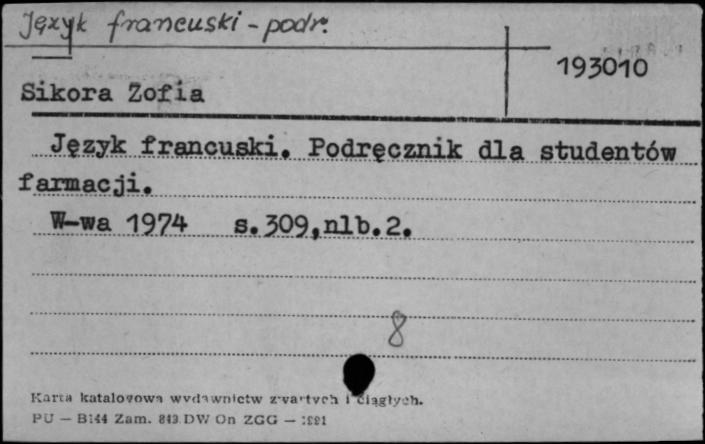 Język francuski - podr.
193010
Sikora Zofia
Język francuski. Podręcznik dla studentów
farmacji.
W-wa 1974 s.309,nlb.2.
8
Karta katalogowa wydawnictw zwartych i ciągłych.
PU — B144 Zam. 843 DW On ZGG —